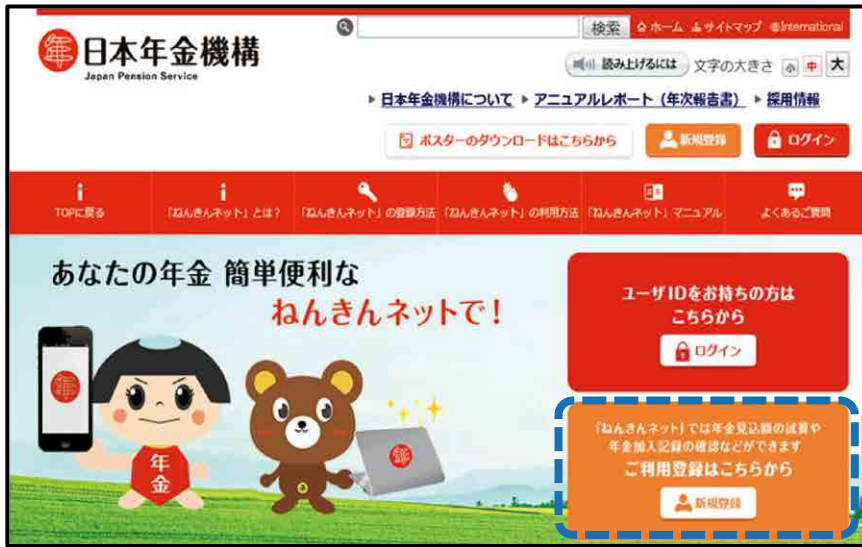 年
日本年金機構
Japan Pension Service
検索
ホーム サイトマップ International
読み上げるには
文字の大きさ 小 中 大
日本年金機構について アニュアルレポート（年次報告書） 採用情報
ポスターのダウンロードはこちらから
新規登録
ログイン
TOPに戻る
「ねんきんネット」とは？
「ねんきんネット」の登録方法
「ねんきんネット」の利用方法
「ねんきんネット」マニュアル
よくあるご質問
あなたの年金 簡単便利な
ねんきんネットで！
年
年金
年
ユーザIDをお持ちの方は
こちらから
ログイン
「ねんきんネット」では年金見込額の試算や
年金加入記録の確認などができます
ご利用登録はこちらから
新規登録